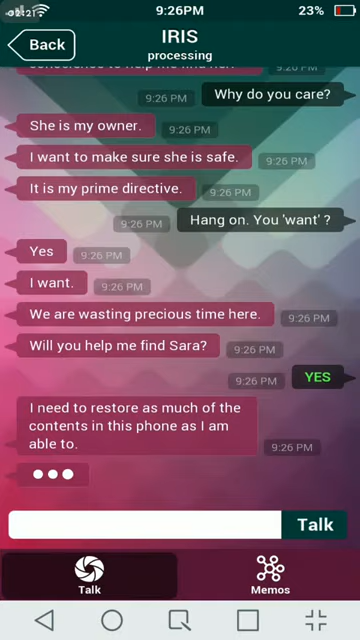 9:26PM
23%
Back
IRIS
processing
9:26 PM
Why do you care?
9:26 PM
She is my owner.
9:26 PM
I want to make sure she is safe.
9:26 PM
It is my prime directive.
9:26 PM
9:26 PM
Hang on. You 'want' ?
Yes
9:26 PM
I want.
9:26 PM
We are wasting precious time here.
9:26 PM
Will you help me find Sara?
9:26 PM
9:26 PM
YES
I need to restore as much of the
contents in this phone as I am
able to.
9:26 PM
Talk
Talk
Memos